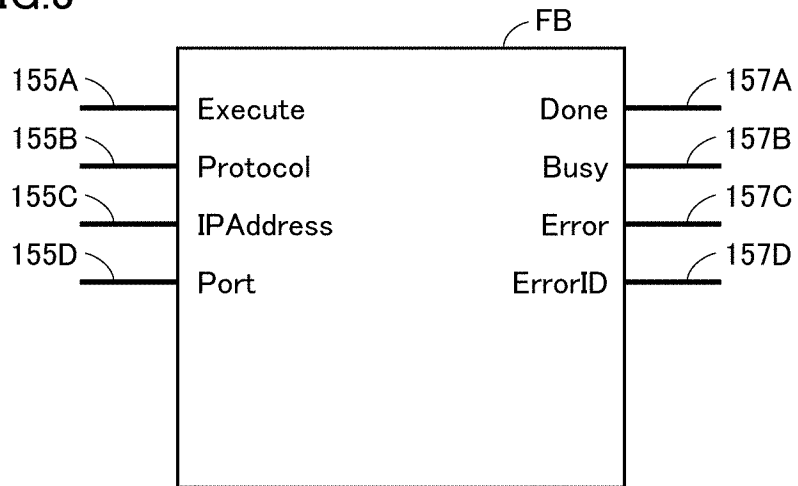 FB
155A Execute Done 157A
155B Protocol Busy 157B
155C IPAddress Error 157C
155D Port ErrorID 157D